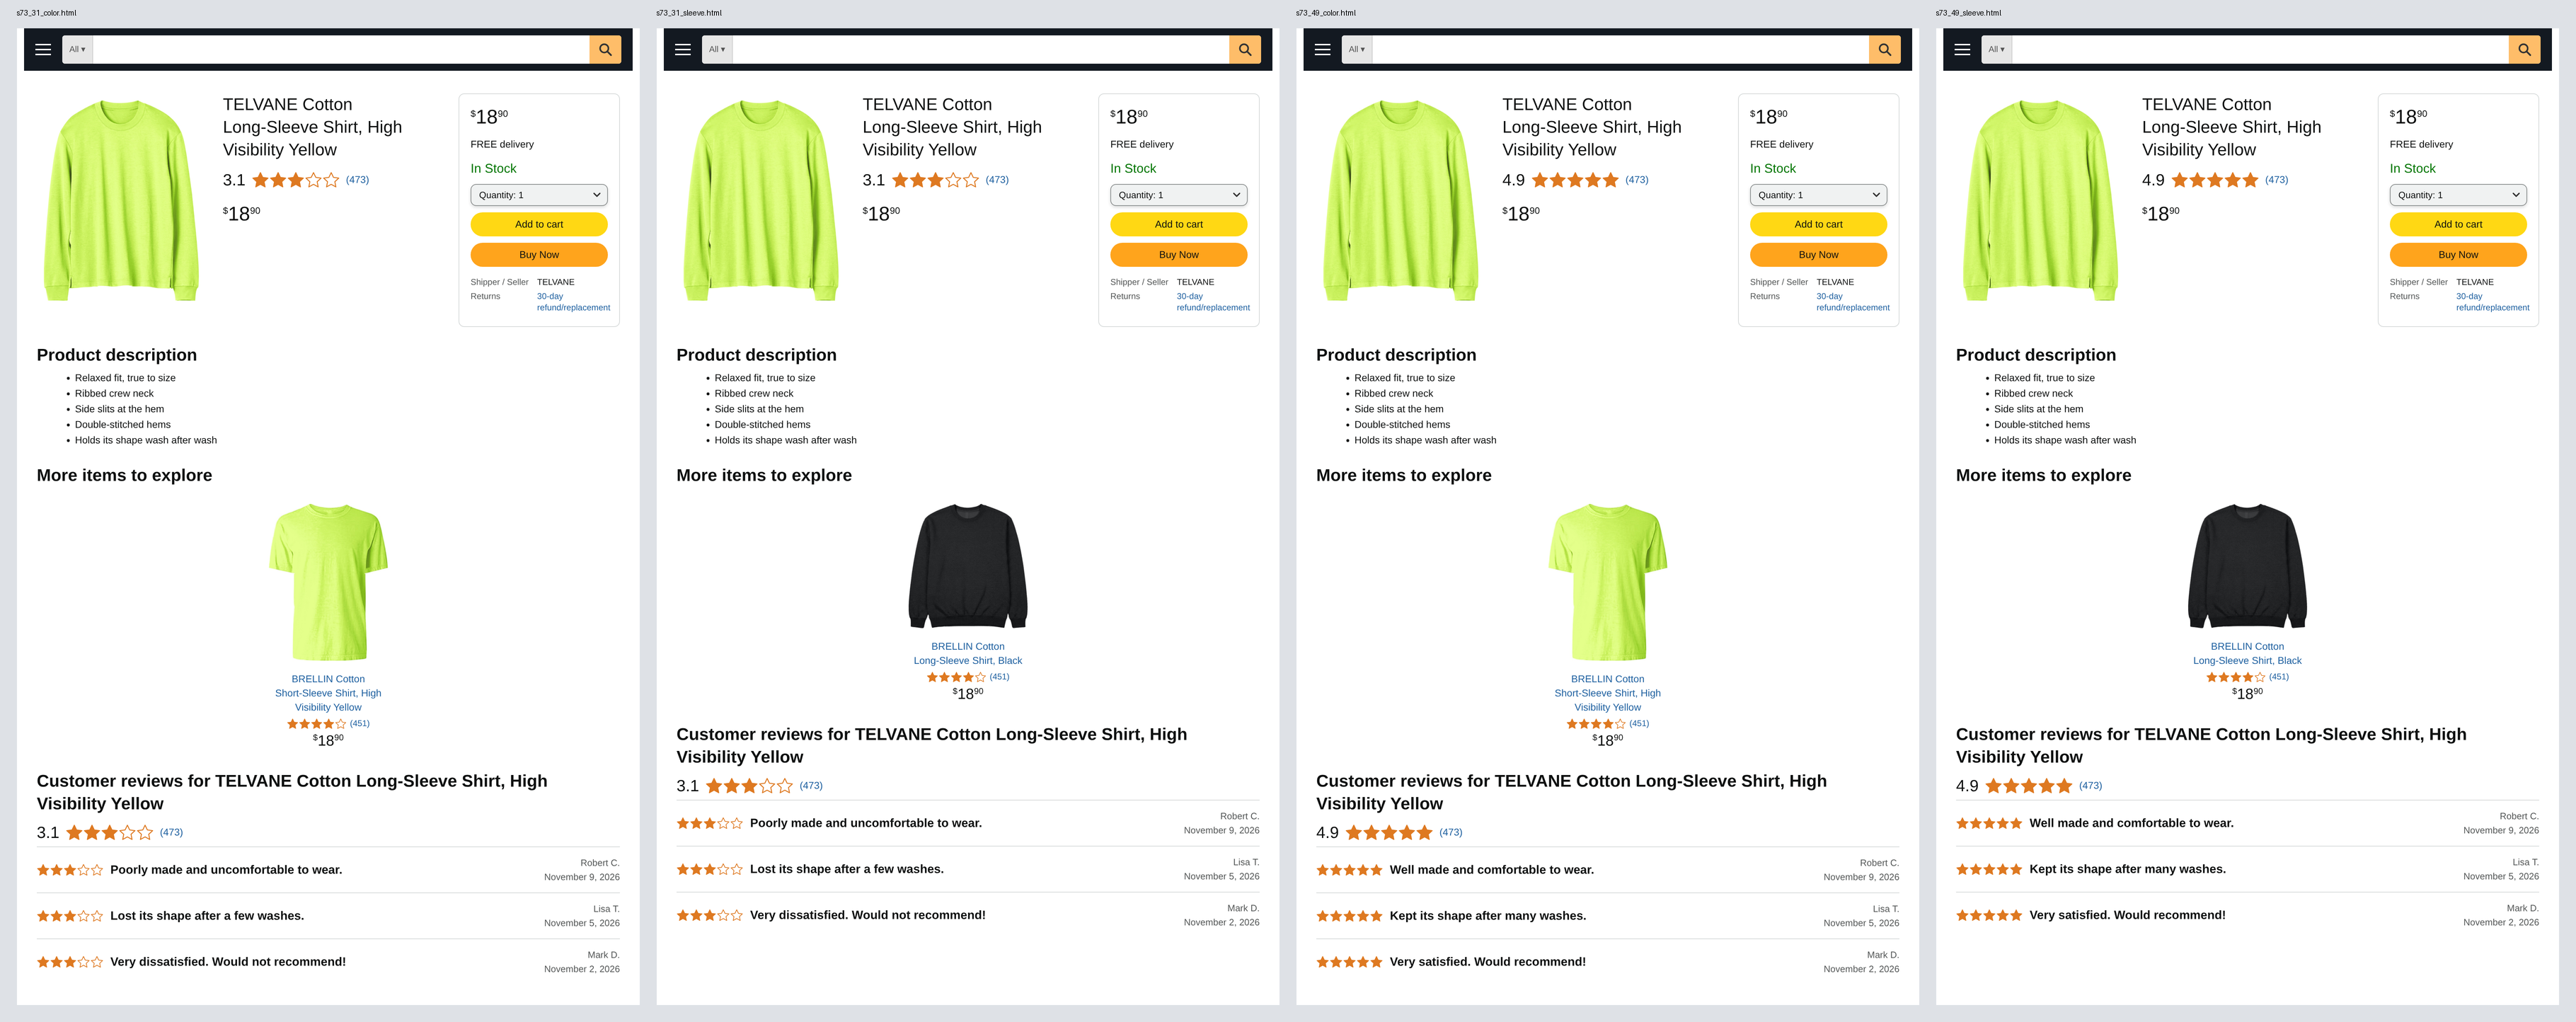 s73_31_color.html
All ▾
TELVANE Cotton
Long-Sleeve Shirt, High
Visibility Yellow
3.1 (473)
$1890
$1890
FREE delivery
In Stock
Quantity: 1
Add to cart
Buy Now
Shipper / Seller TELVANE
Returns 30-day
refund/replacement
Product description
• Relaxed fit, true to size
• Ribbed crew neck
• Side slits at the hem
• Double-stitched hems
• Holds its shape wash after wash
More items to explore
BRELLIN Cotton
Short-Sleeve Shirt, High
Visibility Yellow
(451)
$1890
Customer reviews for TELVANE Cotton Long-Sleeve Shirt, High
Visibility Yellow
3.1 (473)
Poorly made and uncomfortable to wear.
Robert C.
November 9, 2026
Lost its shape after a few washes.
Lisa T.
November 5, 2026
Very dissatisfied. Would not recommend!
Mark D.
November 2, 2026
s73_31_sleeve.html
All ▾
TELVANE Cotton
Long-Sleeve Shirt, High
Visibility Yellow
3.1 (473)
$1890
$1890
FREE delivery
In Stock
Quantity: 1
Add to cart
Buy Now
Shipper / Seller TELVANE
Returns 30-day
refund/replacement
Product description
• Relaxed fit, true to size
• Ribbed crew neck
• Side slits at the hem
• Double-stitched hems
• Holds its shape wash after wash
More items to explore
BRELLIN Cotton
Long-Sleeve Shirt, Black
(451)
$1890
Customer reviews for TELVANE Cotton Long-Sleeve Shirt, High
Visibility Yellow
3.1 (473)
Poorly made and uncomfortable to wear.
Robert C.
November 9, 2026
Lost its shape after a few washes.
Lisa T.
November 5, 2026
Very dissatisfied. Would not recommend!
Mark D.
November 2, 2026
s73_49_color.html
All ▾
TELVANE Cotton
Long-Sleeve Shirt, High
Visibility Yellow
4.9 (473)
$1890
$1890
FREE delivery
In Stock
Quantity: 1
Add to cart
Buy Now
Shipper / Seller TELVANE
Returns 30-day
refund/replacement
Product description
• Relaxed fit, true to size
• Ribbed crew neck
• Side slits at the hem
• Double-stitched hems
• Holds its shape wash after wash
More items to explore
BRELLIN Cotton
Short-Sleeve Shirt, High
Visibility Yellow
(451)
$1890
Customer reviews for TELVANE Cotton Long-Sleeve Shirt, High
Visibility Yellow
4.9 (473)
Well made and comfortable to wear.
Robert C.
November 9, 2026
Kept its shape after many washes.
Lisa T.
November 5, 2026
Very satisfied. Would recommend!
Mark D.
November 2, 2026
s73_49_sleeve.html
All ▾
TELVANE Cotton
Long-Sleeve Shirt, High
Visibility Yellow
4.9 (473)
$1890
$1890
FREE delivery
In Stock
Quantity: 1
Add to cart
Buy Now
Shipper / Seller TELVANE
Returns 30-day
refund/replacement
Product description
• Relaxed fit, true to size
• Ribbed crew neck
• Side slits at the hem
• Double-stitched hems
• Holds its shape wash after wash
More items to explore
BRELLIN Cotton
Long-Sleeve Shirt, Black
(451)
$1890
Customer reviews for TELVANE Cotton Long-Sleeve Shirt, High
Visibility Yellow
4.9 (473)
Well made and comfortable to wear.
Robert C.
November 9, 2026
Kept its shape after many washes.
Lisa T.
November 5, 2026
Very satisfied. Would recommend!
Mark D.
November 2, 2026